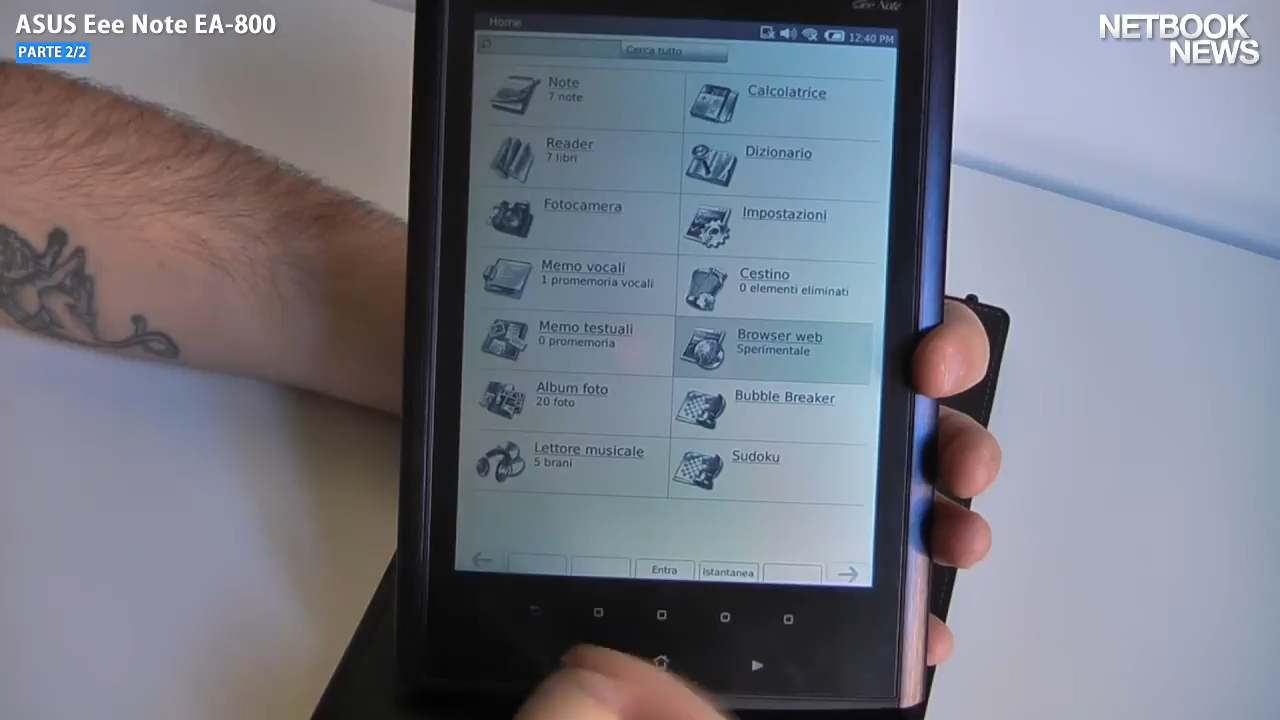 ASUS Eee Note EA-800
PARTE 2/2
NETBOOK
NEWS
Eee Note
Home
12:40 PM
Cerca tutto
Note
7 note
Calcolatrice
Reader
7 libri
Dizionario
Fotocamera
Impostazioni
Memo vocali
1 promemoria vocali
Cestino
0 elementi eliminati
Memo testuali
0 promemoria
Browser web
Sperimentale
Album foto
20 foto
Bubble Breaker
Lettore musicale
5 brani
Sudoku
Entra
Istantanea